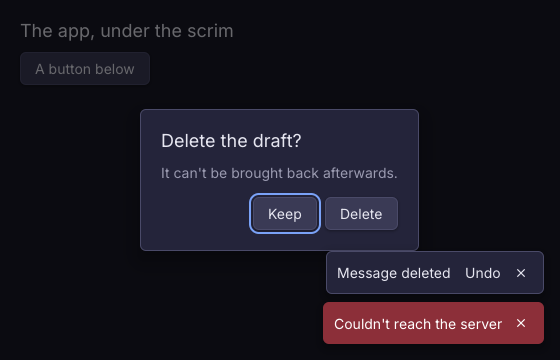 The app, under the scrim
A button below
Delete the draft?
It can't be brought back afterwards.
Keep Delete
Message deleted Undo ×
Couldn't reach the server ×